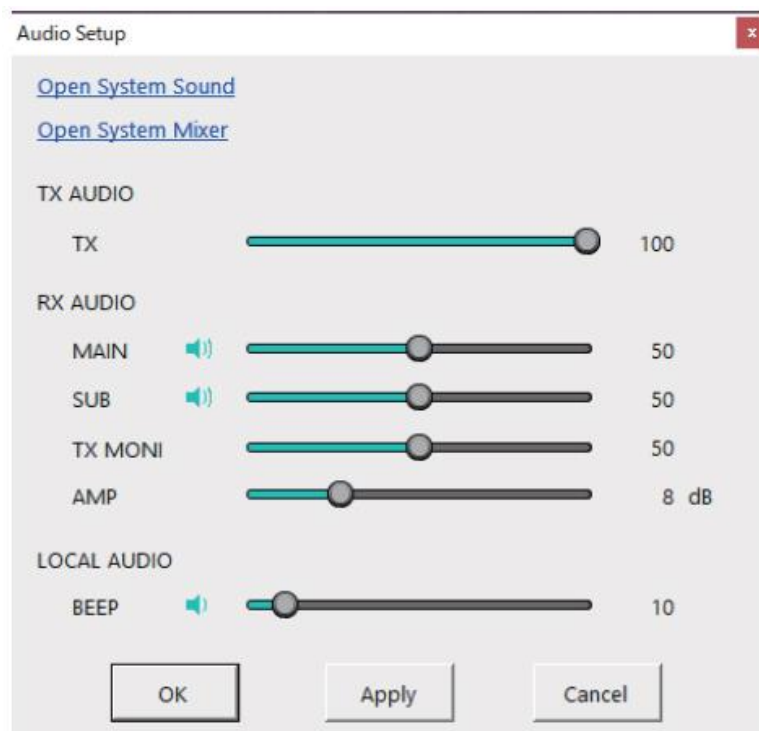 Audio Setup
x
Open System Sound
Open System Mixer
TX AUDIO
TX 100
RX AUDIO
MAIN 50
SUB 50
TX MONI 50
AMP 8 dB
LOCAL AUDIO
BEEP 10
OK Apply Cancel